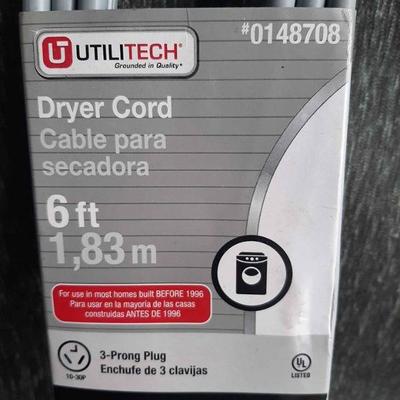 UTILITECH®
Grounded in Quality®
#0148708
Dryer Cord
Cable para
secadora
6 ft
1,83 m
For use in most homes built BEFORE 1996
Para usar en la mayoría de las casas
construidas ANTES DE 1996
10-30P
3-Prong Plug
Enchufe de 3 clavijas
UL
LISTED